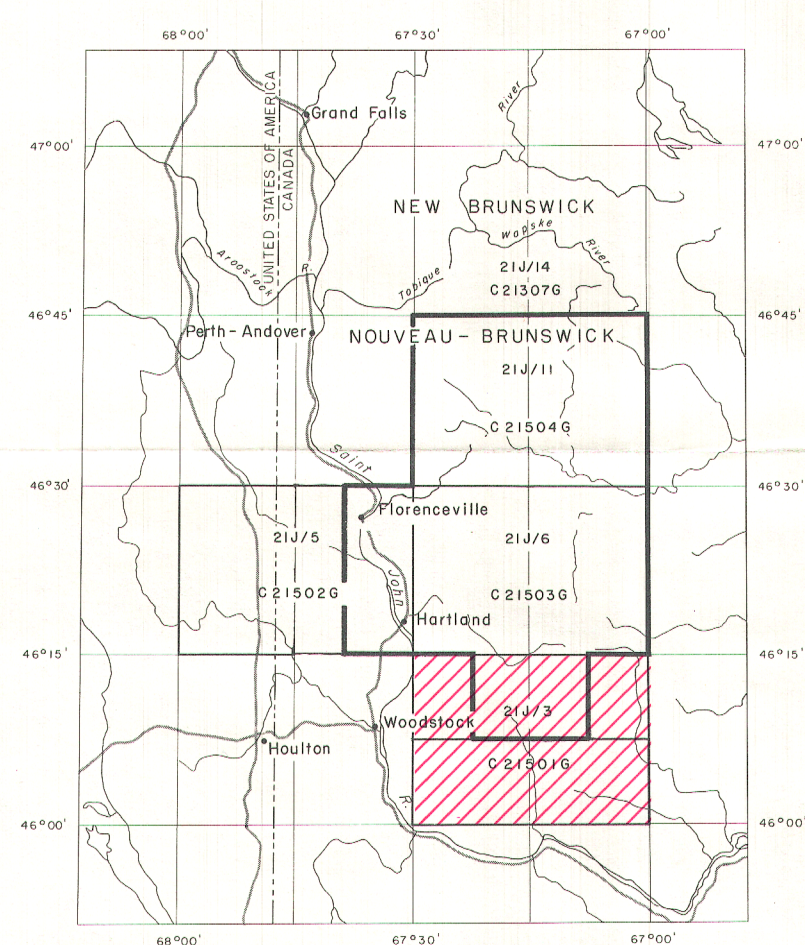 68°00' 67°30' 67°00'
Grand Falls
River
47°00' 47°00'
UNITED STATES OF AMERICA
CANADA
NEW BRUNSWICK
Wapske River
Aroostook R.
Tobique
21J/14
C21307G
46°45' 46°45'
Perth-Andover
NOUVEAU-BRUNSWICK
21J/11
C21504G
Saint
46°30' 46°30'
Florenceville
21J/5
21J/6
C21502G
C21503G
John
Hartland
46°15' 46°15'
21J/3
Woodstock
Houlton
C21501G
R.
46°00' 46°00'
68°00' 67°30' 67°00'